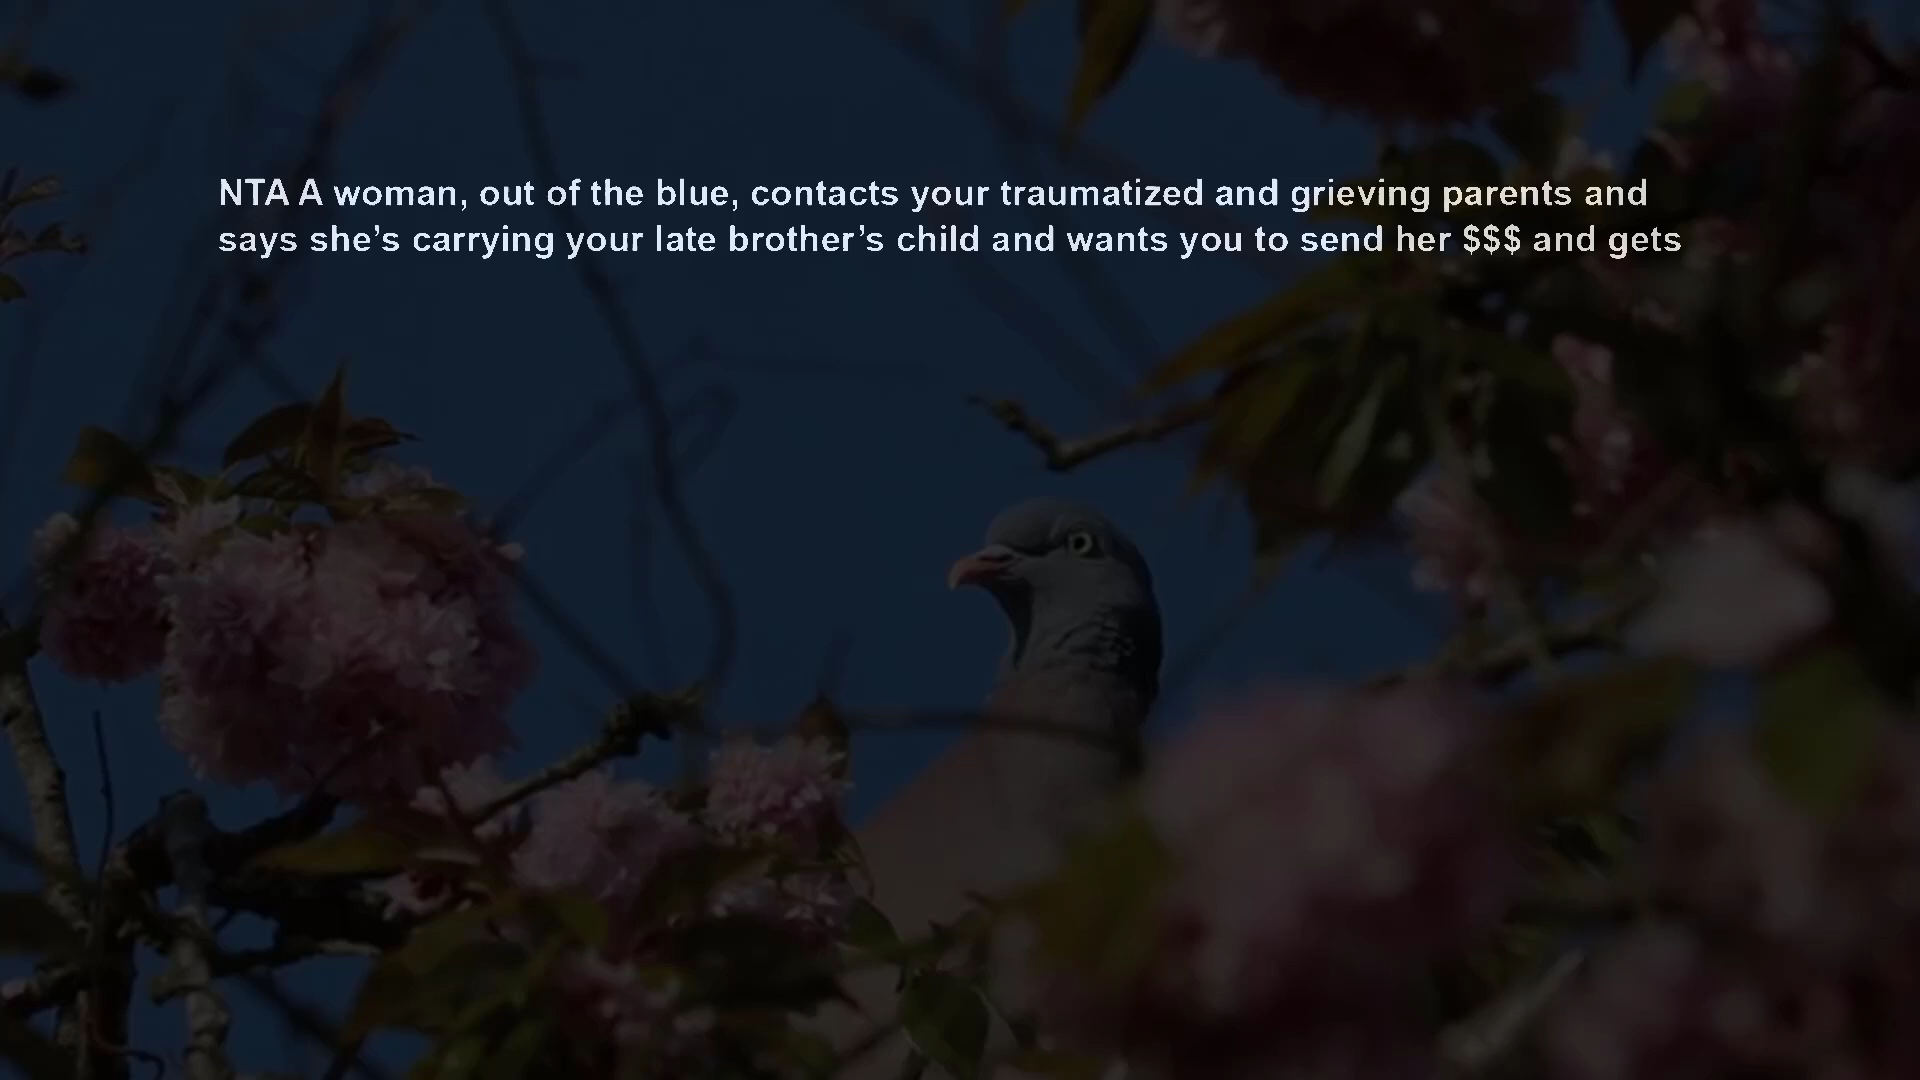 NTA A woman, out of the blue, contacts your traumatized and grieving parents and
says she’s carrying your late brother’s child and wants you to send her $$$ and gets